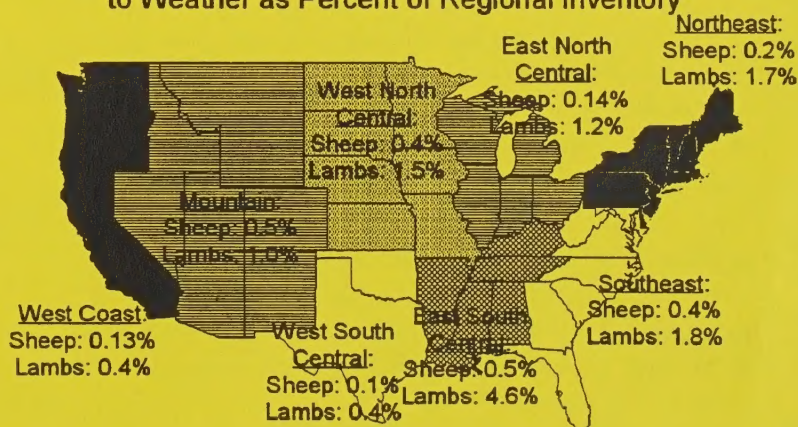 to Weather as Percent of Regional Inventory
Northeast:
Sheep: 0.2%
Lambs: 1.7%
East North
Central:
Sheep: 0.14%
Lambs: 1.2%
West North
Central:
Sheep: 0.4%
Lambs: 1.5%
Mountain:
Sheep: 0.5%
Lambs: 1.0%
West Coast:
Sheep: 0.13%
Lambs: 0.4%
West South
Central:
Sheep: 0.1%
Lambs: 0.4%
East South
Central:
Sheep: 0.5%
Lambs: 4.6%
Southeast:
Sheep: 0.4%
Lambs: 1.8%